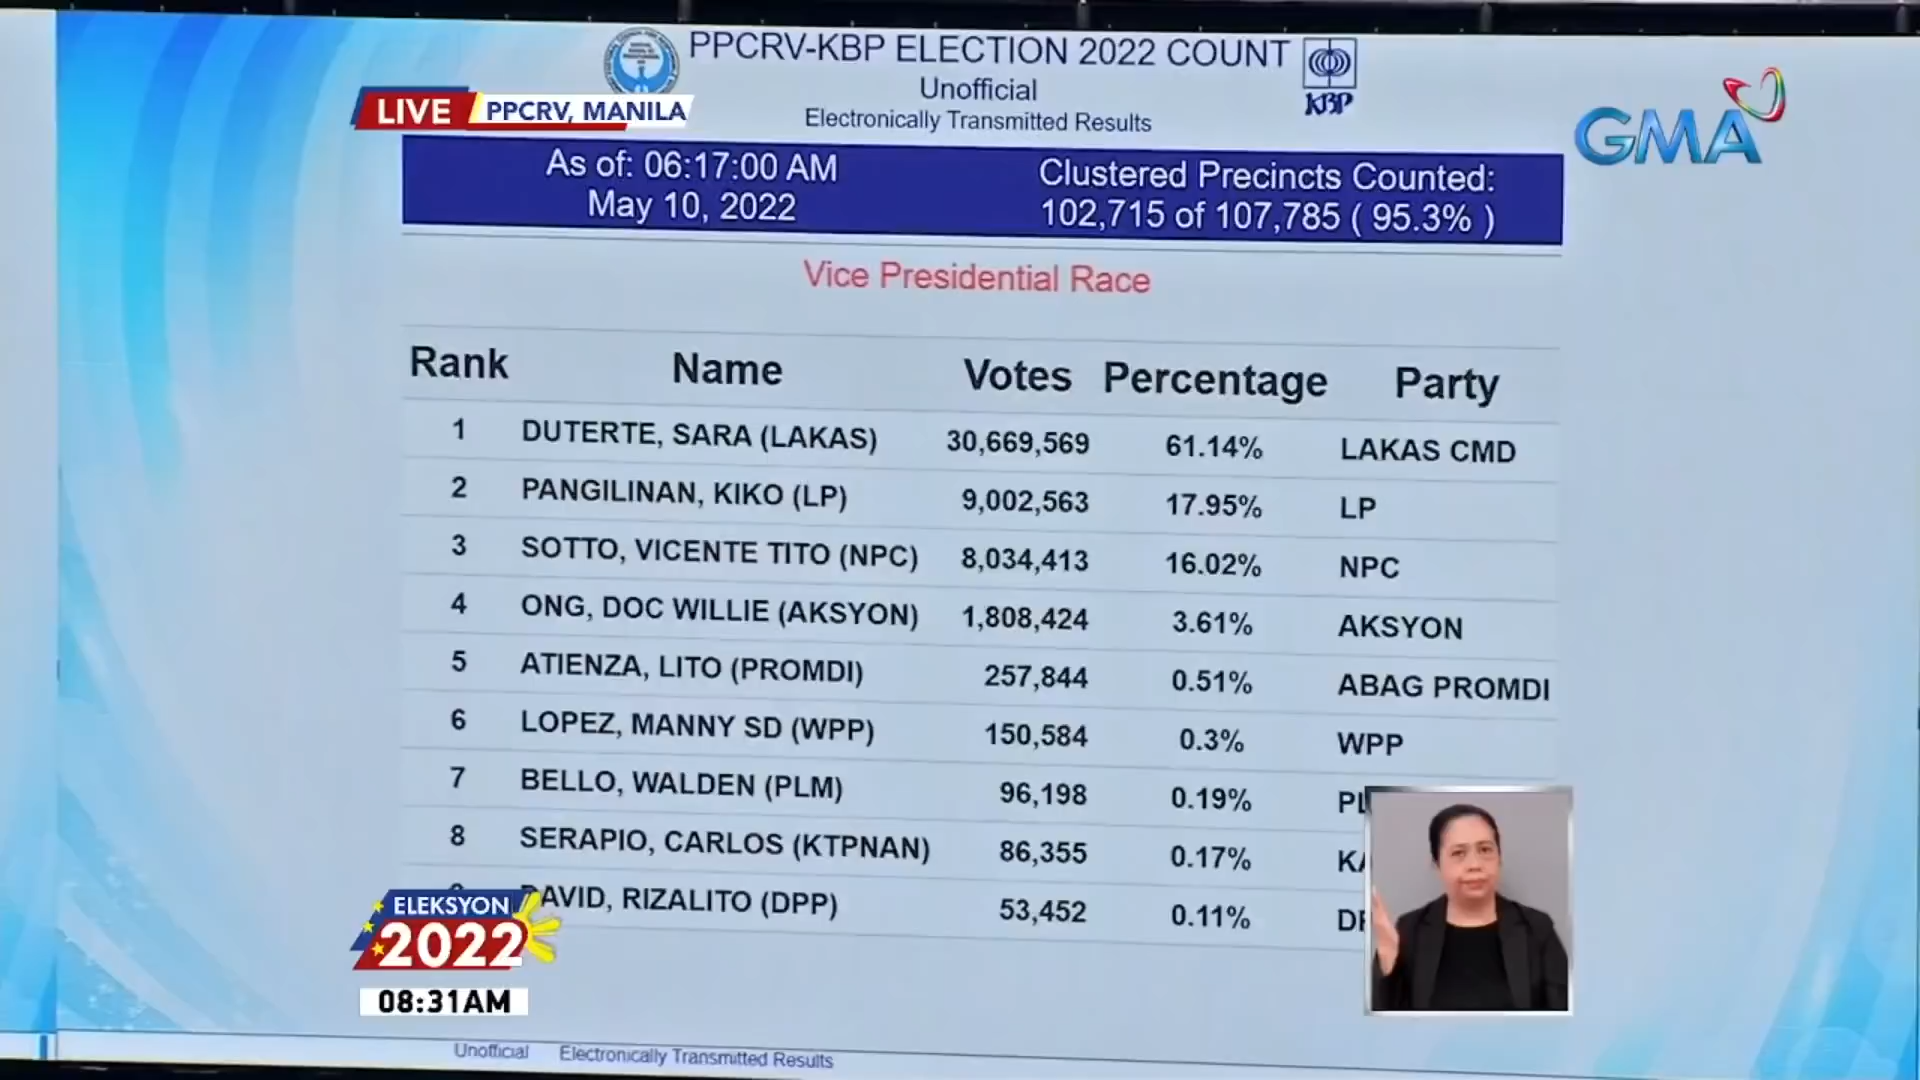 PPCRV-KBP ELECTION 2022 COUNT
Unofficial
Electronically Transmitted Results
KBP
LIVE PPCRV, MANILA
GMA
As of: 06:17:00 AM
May 10, 2022
Clustered Precincts Counted:
102,715 of 107,785 ( 95.3% )
Vice Presidential Race
Rank Name Votes Percentage Party
1 DUTERTE, SARA (LAKAS) 30,669,569 61.14% LAKAS CMD
2 PANGILINAN, KIKO (LP) 9,002,563 17.95% LP
3 SOTTO, VICENTE TITO (NPC) 8,034,413 16.02% NPC
4 ONG, DOC WILLIE (AKSYON) 1,808,424 3.61% AKSYON
5 ATIENZA, LITO (PROMDI) 257,844 0.51% ABAG PROMDI
6 LOPEZ, MANNY SD (WPP) 150,584 0.3% WPP
7 BELLO, WALDEN (PLM) 96,198 0.19%
8 SERAPIO, CARLOS (KTPNAN) 86,355 0.17%
DAVID, RIZALITO (DPP) 53,452 0.11%
ELEKSYON
2022
08:31AM
Unofficial Electronically Transmitted Results